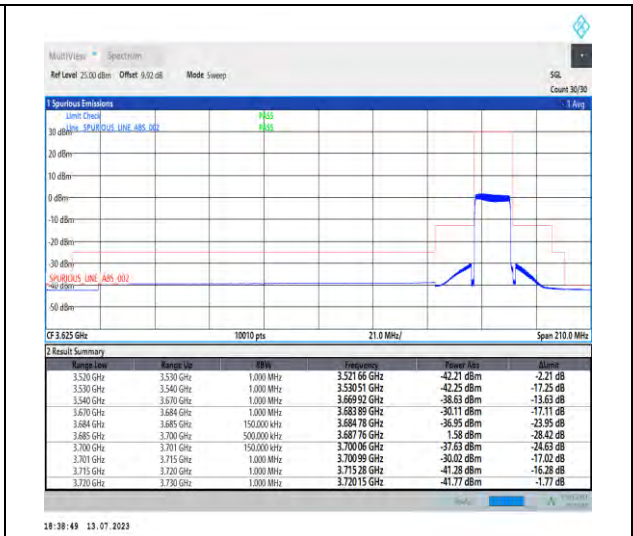 MultiView Spectrum
Ref Level 25.00 dBm Offset 9.92 dB Mode Sweep SGL
Count 30/30
1 Spurious Emissions 1 Avg
Limit Check PASS
Line SPURIOUS_LINE_ABS_002 PASS
30 dBm
20 dBm
10 dBm
0 dBm
-10 dBm
-20 dBm
-30 dBm
SPURIOUS_LINE_ABS_002
-40 dBm
-50 dBm
CF 3.625 GHz 10010 pts 21.0 MHz/ Span 210.0 MHz
2 Result Summary
Range Low Range Up RBW Frequency Power Abs ΔLimit
3.520 GHz 3.530 GHz 1.000 MHz 3.521 66 GHz -42.21 dBm -2.21 dB
3.530 GHz 3.540 GHz 1.000 MHz 3.530 51 GHz -42.25 dBm -17.25 dB
3.540 GHz 3.670 GHz 1.000 MHz 3.669 92 GHz -38.63 dBm -13.63 dB
3.670 GHz 3.684 GHz 1.000 MHz 3.683 89 GHz -30.11 dBm -17.11 dB
3.684 GHz 3.685 GHz 150.000 kHz 3.684 78 GHz -36.95 dBm -23.95 dB
3.685 GHz 3.700 GHz 500.000 kHz 3.687 76 GHz 1.58 dBm -28.42 dB
3.700 GHz 3.701 GHz 150.000 kHz 3.700 06 GHz -37.63 dBm -24.63 dB
3.701 GHz 3.715 GHz 1.000 MHz 3.700 99 GHz -30.02 dBm -17.02 dB
3.715 GHz 3.720 GHz 1.000 MHz 3.715 28 GHz -41.28 dBm -16.28 dB
3.720 GHz 3.730 GHz 1.000 MHz 3.720 15 GHz -41.77 dBm -1.77 dB
18:38:49 13.07.2023